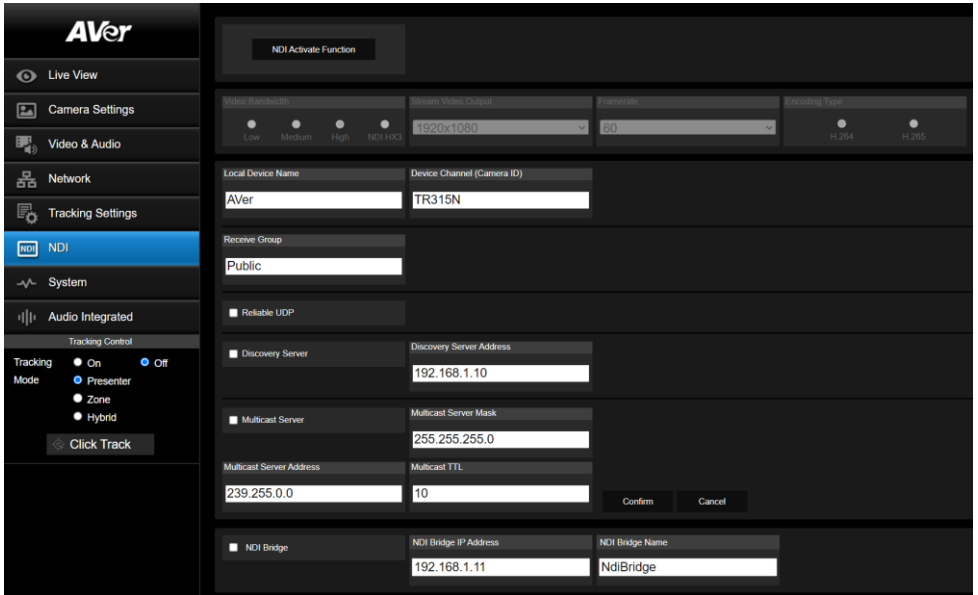 AVer
Live View
Camera Settings
Video & Audio
Network
Tracking Settings
NDI NDI
System
Audio Integrated
Tracking Control
Tracking On Off
Mode Presenter
Zone
Hybrid
Click Track
NDI Activate Function
Video Bandwidth Stream Video Output Framerate Encoding Type
Low Medium High NDI HX3 1920x1080 60 H.264 H.265
Local Device Name Device Channel (Camera ID)
AVer TR315N
Receive Group
Public
Reliable UDP
Discovery Server Discovery Server Address
192.168.1.10
Multicast Server Multicast Server Mask
255.255.255.0
Multicast Server Address Multicast TTL
239.255.0.0 10 Confirm Cancel
NDI Bridge NDI Bridge IP Address NDI Bridge Name
192.168.1.11 NdiBridge